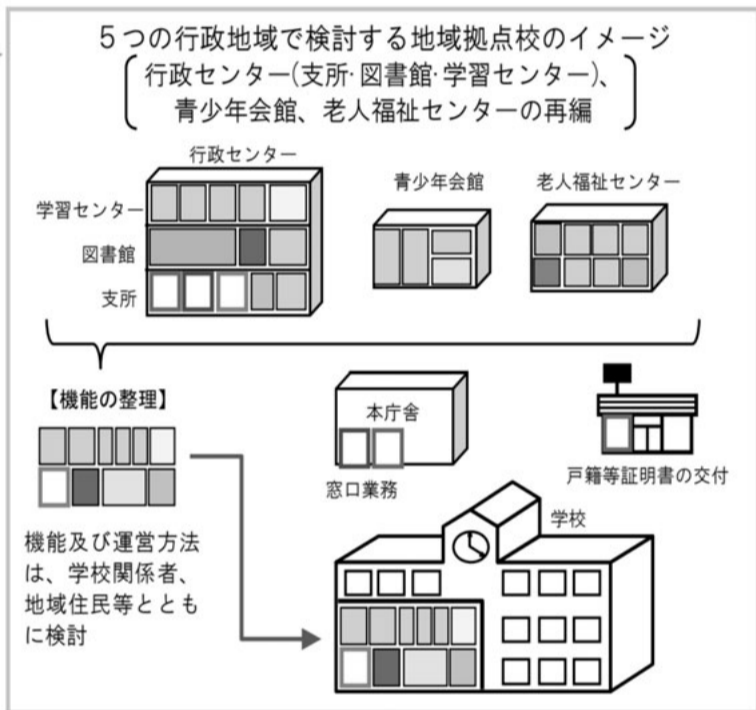 5つの行政地域で検討する地域拠点校のイメージ
行政センター(支所·図書館·学習センター)、
青少年会館、老人福祉センターの再編
行政センター
青少年会館
老人福祉センター
学習センター
図書館
支所
【機能の整理】
本庁舎
窓口業務
戸籍等証明書の交付
学校
機能及び運営方法
は、学校関係者、
地域住民等ととも
に検討